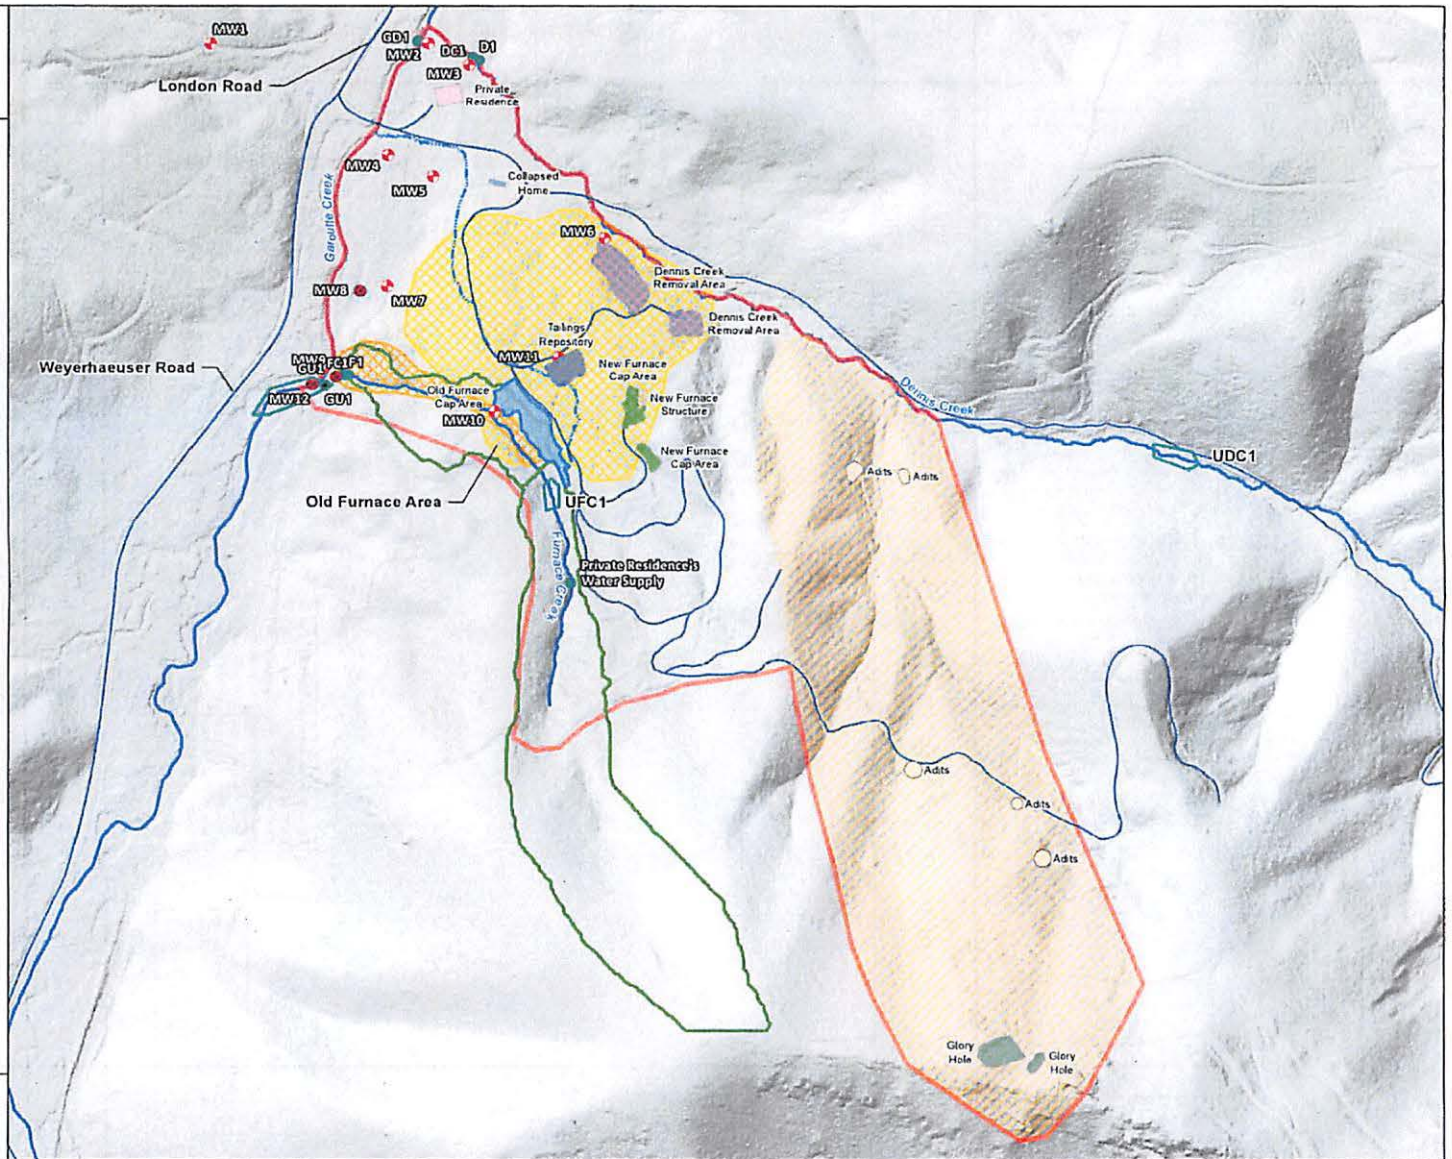 MW1
GD1
MW2
DC1
D1
MW3
London Road
Private
Residence
MW4
MW5
Collapsed
Home
Garoutte Creek
MW6
MW8
MW7
Dennis Creek
Removal Area
Dennis Creek
Removal Area
Tailings
Repository
MW11
New Furnace
Cap Area
Weyerhaeuser Road
MW9
FC1
F1
GU1
MW12
GU1
Old Furnace
Cap Area
MW10
New Furnace
Structure
Dennis Creek
New Furnace
Cap Area
UDC1
Adits
Adits
Old Furnace Area
UFC1
Furnace Creek
Private Residence's
Water Supply
Adits
Adits
Adits
Glory
Hole
Glory
Hole